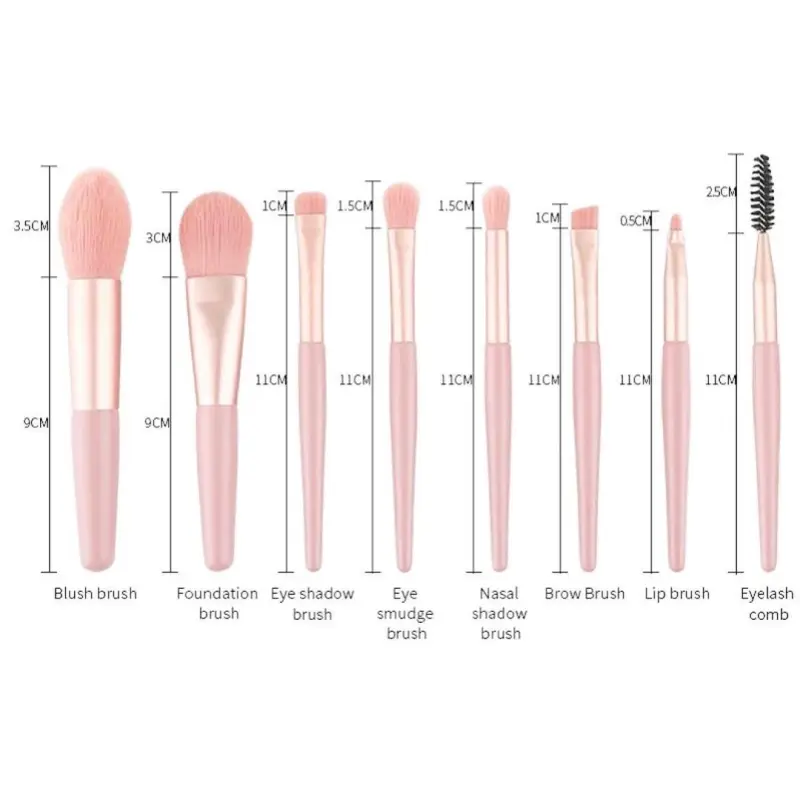 3.5CM
9CM
3CM
9CM
1CM
11CM
1.5CM
11CM
1.5CM
11CM
1CM
11CM
0.5CM
11CM
2.5CM
11CM
Blush brush
Foundation
brush
Eye shadow
brush
Eye
smudge
brush
Nasal
shadow
brush
Brow Brush
Lip brush
Eyelash
comb